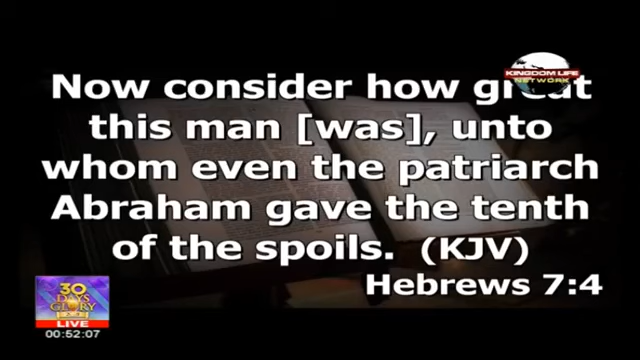 KINGDOM LIFE
NETWORK
Now consider how great
this man [was], unto
whom even the patriarch
Abraham gave the tenth
of the spoils. (KJV)
Hebrews 7:4
30
DAYS
GLORY
LIVE
00:52:07